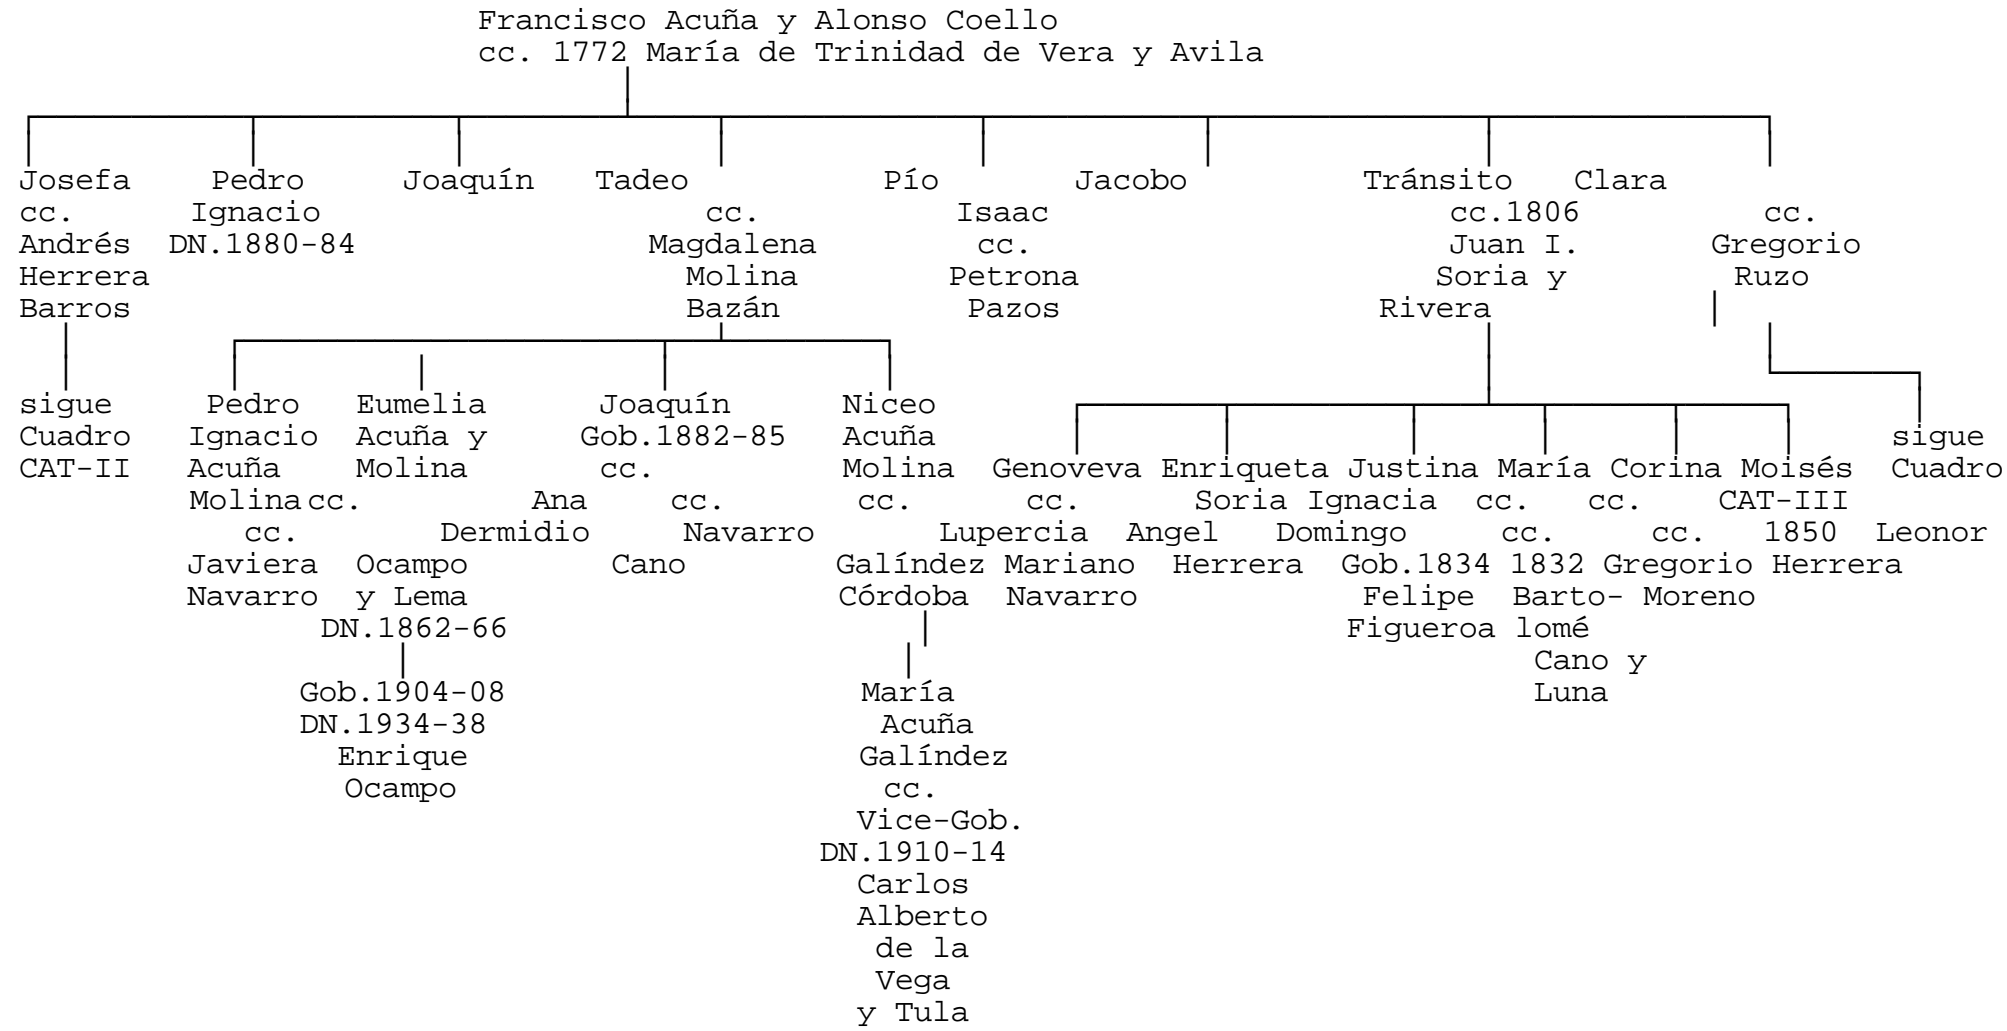 Francisco Acuña y Alonso Coello
cc. 1772 María de Trinidad de Vera y Avila
Josefa Pedro Joaquín Tadeo Pío Jacobo Tránsito Clara
cc. Ignacio cc. Isaac cc.1806 cc.
Andrés DN.1880-84 Magdalena cc. Juan I. Gregorio
Herrera Molina Petrona Soria y Ruzo
Barros Bazán Pazos Rivera
sigue Pedro Eumelia Joaquín Niceo
Cuadro Ignacio Acuña y Gob.1882-85 Acuña sigue
CAT-II Acuña Molina cc. Molina Genoveva Enriqueta Justina María Corina Moisés Cuadro
Molina cc. Ana cc. cc. cc. Soria Ignacia cc. cc. CAT-III
cc. Dermidio Navarro Lupercia Angel Domingo cc. cc. 1850 Leonor
Javiera Ocampo Cano Galíndez Mariano Herrera Gob.1834 1832 Gregorio Herrera
Navarro y Lema Córdoba Navarro Felipe Barto- Moreno
DN.1862-66 Figueroa lomé
Cano y
Gob.1904-08 María Luna
DN.1934-38 Acuña
Enrique Galíndez
Ocampo cc.
Vice-Gob.
DN.1910-14
Carlos
Alberto
de la
Vega
y Tula